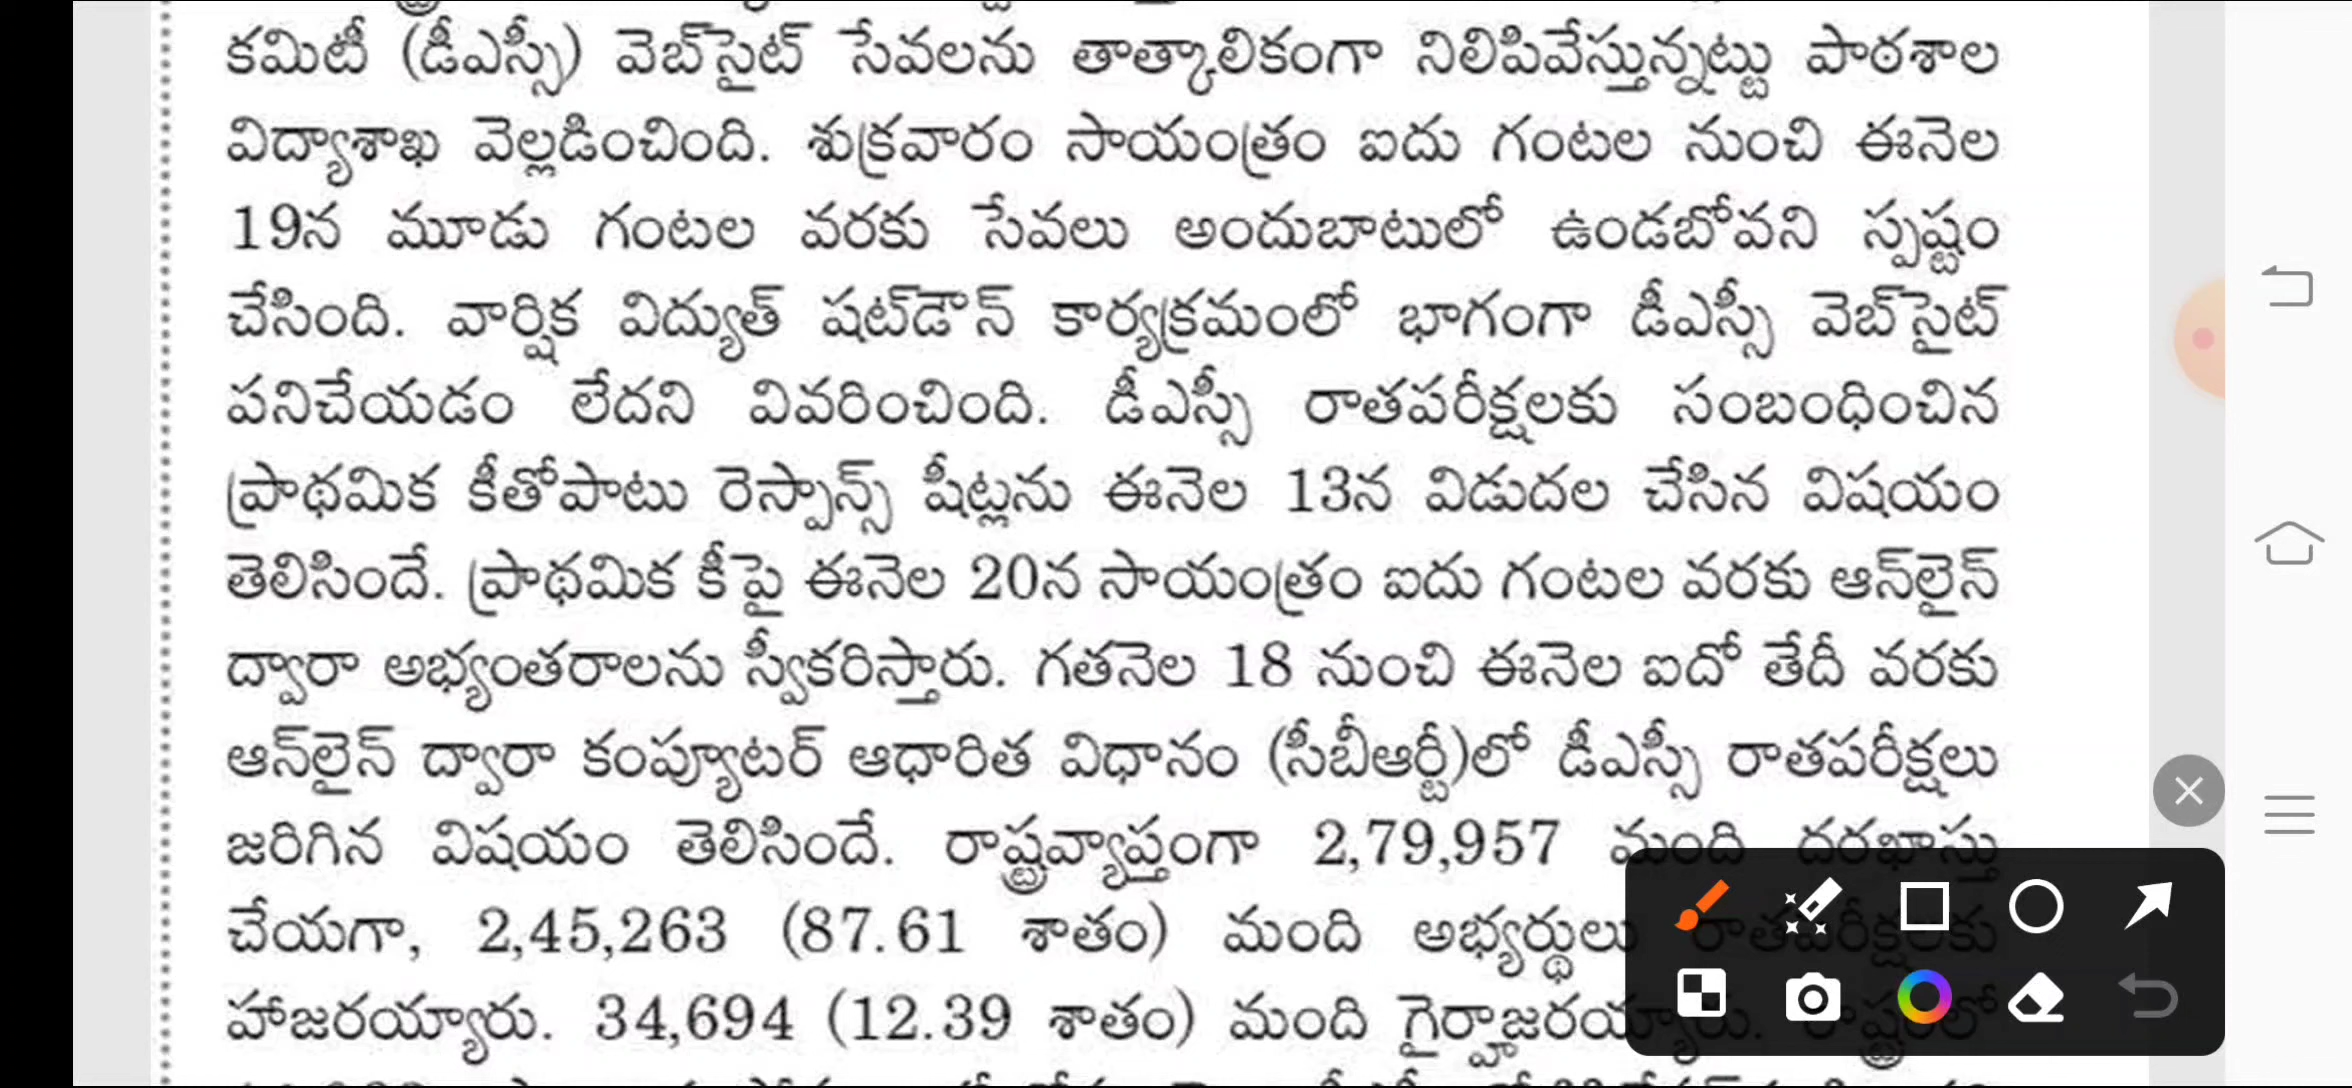 కమిటీ (డీఎస్సీ) వెబ్‌సైట్ సేవలను తాత్కాలికంగా నిలిపివేస్తున్నట్టు పాఠశాల
విద్యాశాఖ వెల్లడించింది. శుక్రవారం సాయంత్రం ఐదు గంటల నుంచి ఈనెల
19న మూడు గంటల వరకు సేవలు అందుబాటులో ఉండబోవని స్పష్టం
చేసింది. వార్షిక విద్యుత్ షట్‌డౌన్ కార్యక్రమంలో భాగంగా డీఎస్సీ వెబ్‌సైట్
పనిచేయడం లేదని వివరించింది. డీఎస్సీ రాతపరీక్షలకు సంబంధించిన
ప్రాథమిక కీతోపాటు రెస్పాన్స్ షీట్లను ఈనెల 13న విడుదల చేసిన విషయం
తెలిసిందే. ప్రాథమిక కీపై ఈనెల 20న సాయంత్రం ఐదు గంటల వరకు ఆన్‌లైన్
ద్వారా అభ్యంతరాలను స్వీకరిస్తారు. గతనెల 18 నుంచి ఈనెల ఐదో తేదీ వరకు
ఆన్‌లైన్ ద్వారా కంప్యూటర్ ఆధారిత విధానం (సీబీఆర్టీ)లో డీఎస్సీ రాతపరీక్షలు
జరిగిన విషయం తెలిసిందే. రాష్ట్రవ్యాప్తంగా 2,79,957 మంది దరఖాస్తు
చేయగా, 2,45,263 (87.61 శాతం) మంది అభ్యర్థులు రాతపరీక్షలకు
హాజరయ్యారు. 34,694 (12.39 శాతం) మంది గైర్హాజరయ్యారు. రాష్ట్రంలో